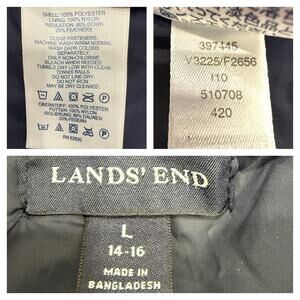 SHELL: 100% POLYESTER
LINING: 100% NYLON
INSULATION: 80% DOWN
20% FEATHERS
CLOSE FASTENERS.
MACHINE WASH WARM NORMAL.
WASH DARK COLORS
SEPARATELY.
ONLY NON-CHLORINE
BLEACH WHEN NEEDED.
TUMBLE DRY LOW WITH CLEAN
TENNIS BALLS
DO NOT IRON
MAY BE DRY CLEANED
OBERSTOFF: 100% POLYESTER
FUTTER: 100% NYLON
ISOLIERUNG: 80% DAUNEN
20% FEDERN
RN
397445
V3225/F2656
I10
510708
420
LANDS' END
L
14-16
MADE IN
BANGLADESH